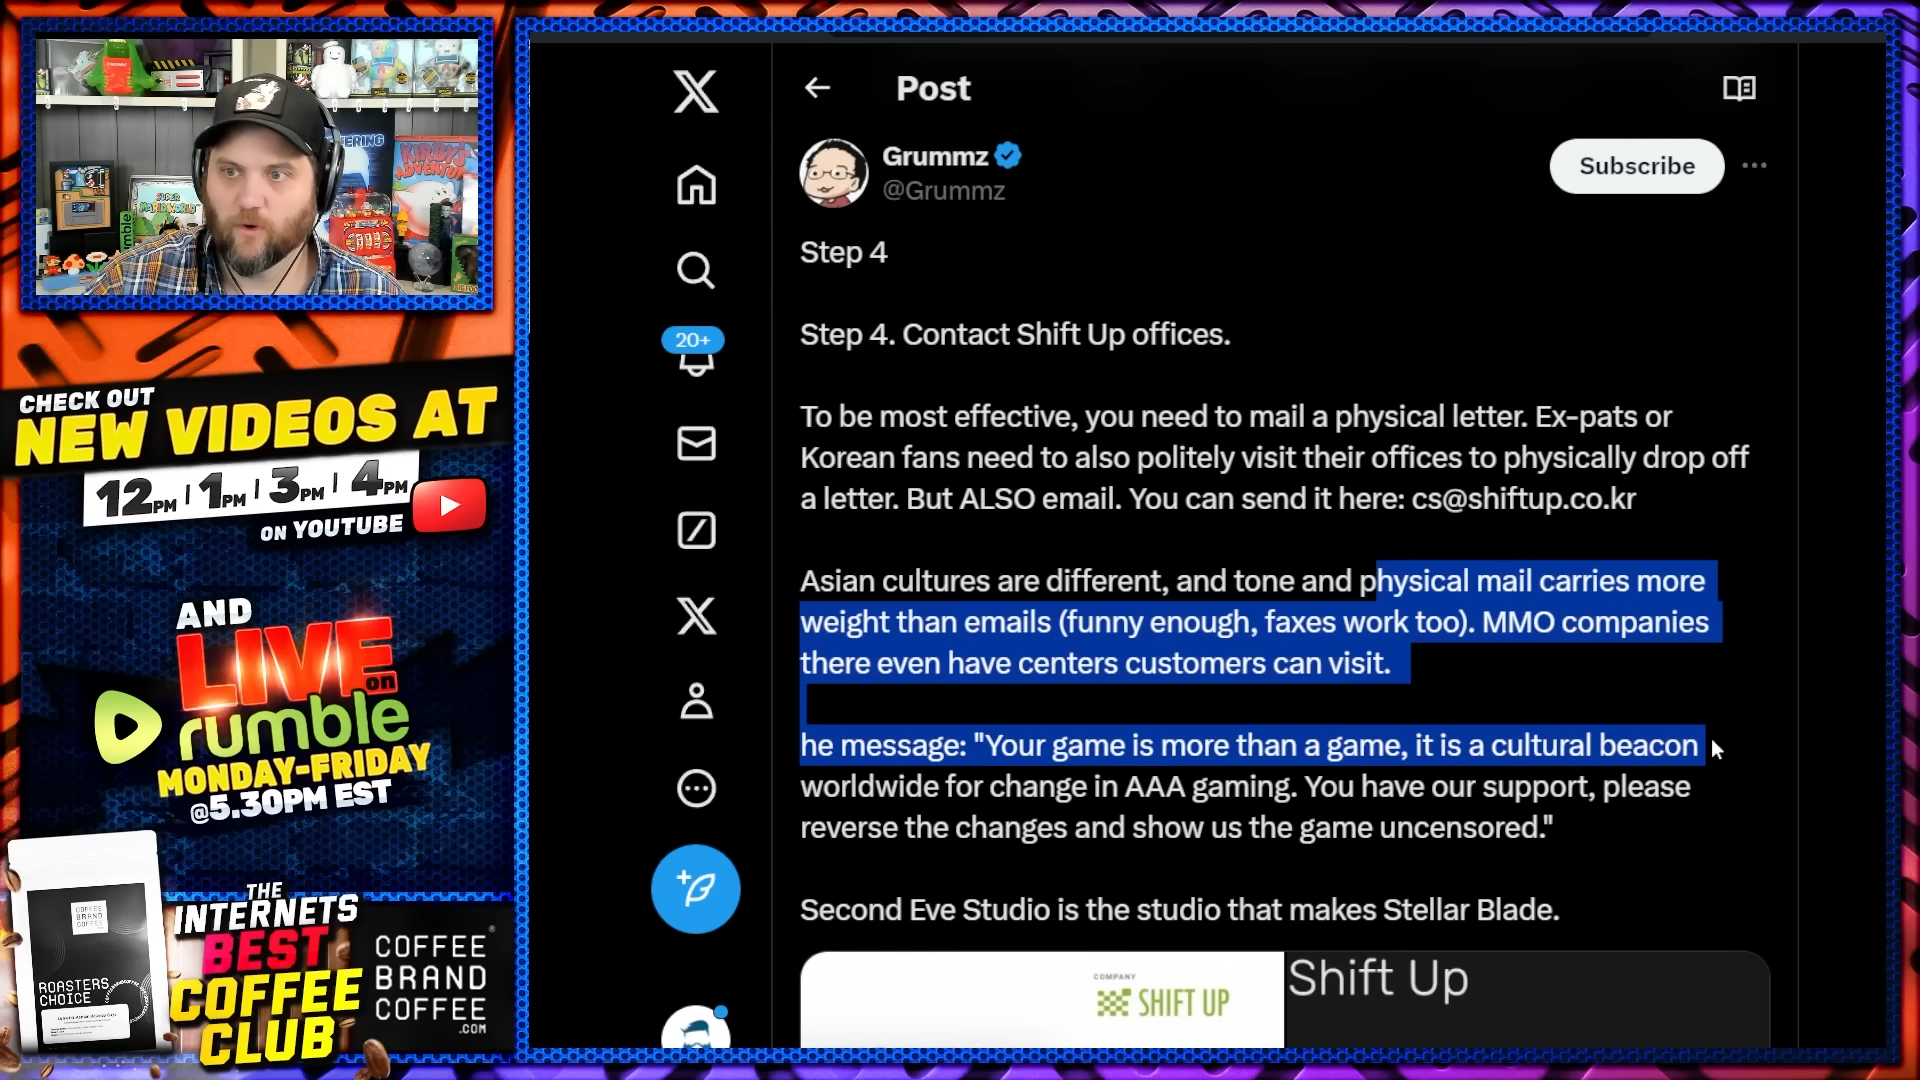 KIRBY'S
ADVENTURE
SUPER
MARIO WORLD
CHECK OUT
NEW VIDEOS AT
12PM | 1PM | 3PM | 4PM
ON YOUTUBE
AND
LIVE on
rumble
MONDAY-FRIDAY
@5.30PM EST
THE
INTERNETS
BEST
COFFEE
CLUB
COFFEE
BRAND
COFFEE
ROASTERS
CHOICE
COFFEE
BRAND
COFFEE
.COM
Post
Grummz
@Grummz
Subscribe
20+
Step 4
Step 4. Contact Shift Up offices.
To be most effective, you need to mail a physical letter. Ex-pats or
Korean fans need to also politely visit their offices to physically drop off
a letter. But ALSO email. You can send it here: cs@shiftup.co.kr
Asian cultures are different, and tone and physical mail carries more
weight than emails (funny enough, faxes work too). MMO companies
there even have centers customers can visit.
he message: "Your game is more than a game, it is a cultural beacon
worldwide for change in AAA gaming. You have our support, please
reverse the changes and show us the game uncensored."
Second Eve Studio is the studio that makes Stellar Blade.
COMPANY
SHIFT UP
Shift Up